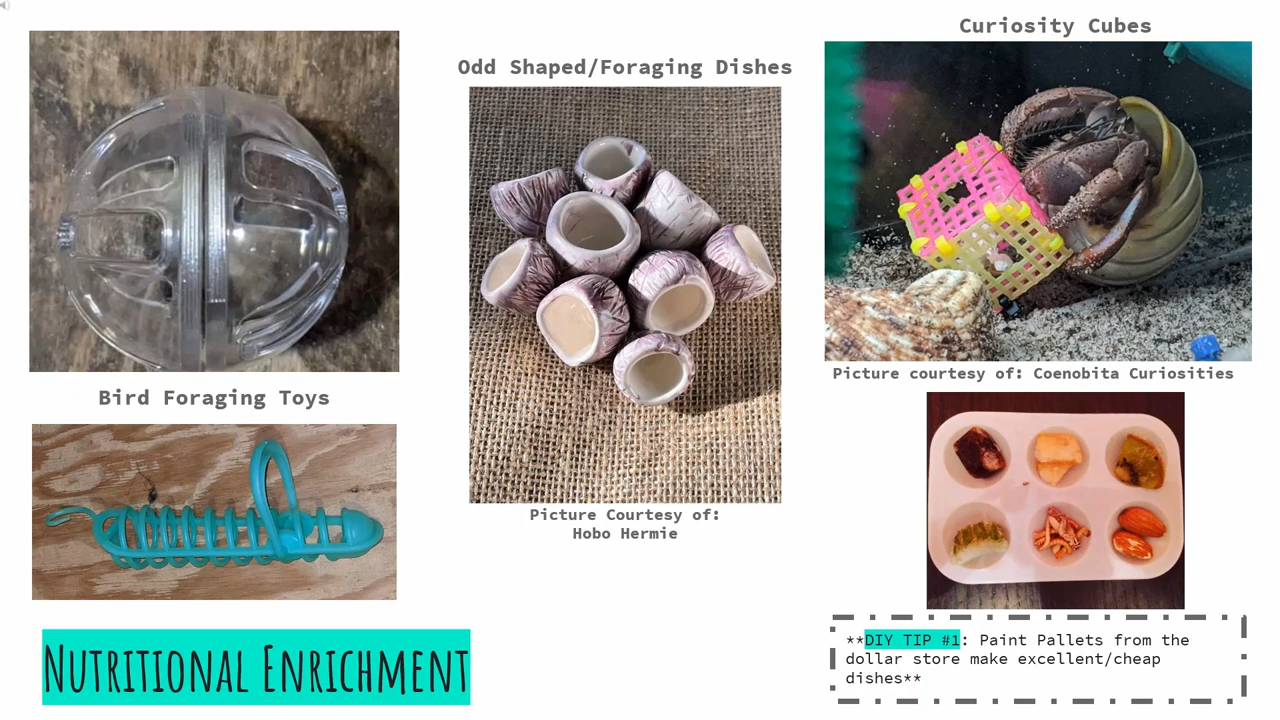 Bird Foraging Toys
Nutritional Enrichment
Odd Shaped/Foraging Dishes
Picture Courtesy of:
Hobo Hermie
Curiosity Cubes
Picture courtesy of: Coenobita Curiosities
**DIY TIP #1: Paint Pallets from the
dollar store make excellent/cheap
dishes**